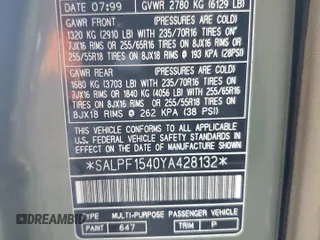 DATE 07:99 GVWR 2780 KG (6129 LB)
GAWR FRONT (PRESSURES ARE COLD)
1320 KG (2910 LB) WITH 235/70R16 TIRES ON
7JX16 RIMS OR 255/65R16 TIRES ON 8JX16 RIMS OR
255/55R18 TIRES ON 8JX18 RIMS @ 193 KPA (28PSI)
GAWR REAR (PRESSURES ARE COLD)
1680 KG (3703 LB) WITH 235/70R16 TIRES ON
7JX16 RIMS OR 1840 KG (4056 LB) WITH 255/65R16
TIRES ON 8JX16 RIMS OR 255/55R18 TIRES ON
8JX18 RIMS @ 262 KPA (38 PSI)
THIS VEHICLE CONFORMS TO ALL APPLICABLE
U.S. FEDERAL MOTOR VEHICLE SAFETY
STANDARDS IN EFFECT ON THE DATE OF
MANUFACTURE SHOWN ABOVE
*SALPF1540YA428132*
TYPE MULTI-PURPOSE PASSENGER VEHICLE
PAINT 647 TRIM P
DREAMBID